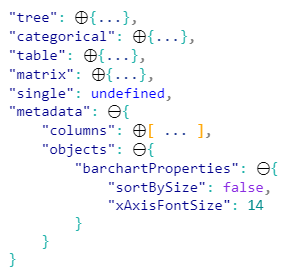 "tree": ⊕{...},
"categorical": ⊕{...},
"table": ⊕{...},
"matrix": ⊕{...},
"single": undefined,
"metadata": ⊖{
    "columns": ⊕[ ... ],
    "objects": ⊖{
        "barchartProperties": ⊖{
            "sortBySize": false,
            "xAxisFontSize": 14
        }
    }
}